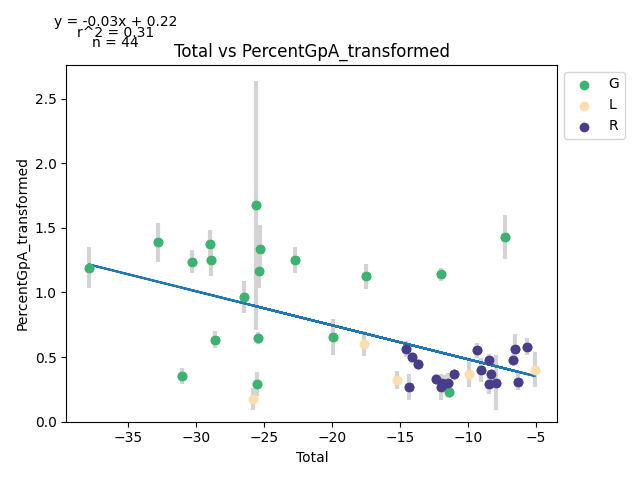 y = -0.03x + 0.22
r^2 = 0.31
n = 44
Total vs PercentGpA_transformed
G
L
R
PercentGpA_transformed
2.5
2.0
1.5
1.0
0.5
0.0
−35 −30 −25 −20 −15 −10 −5
Total